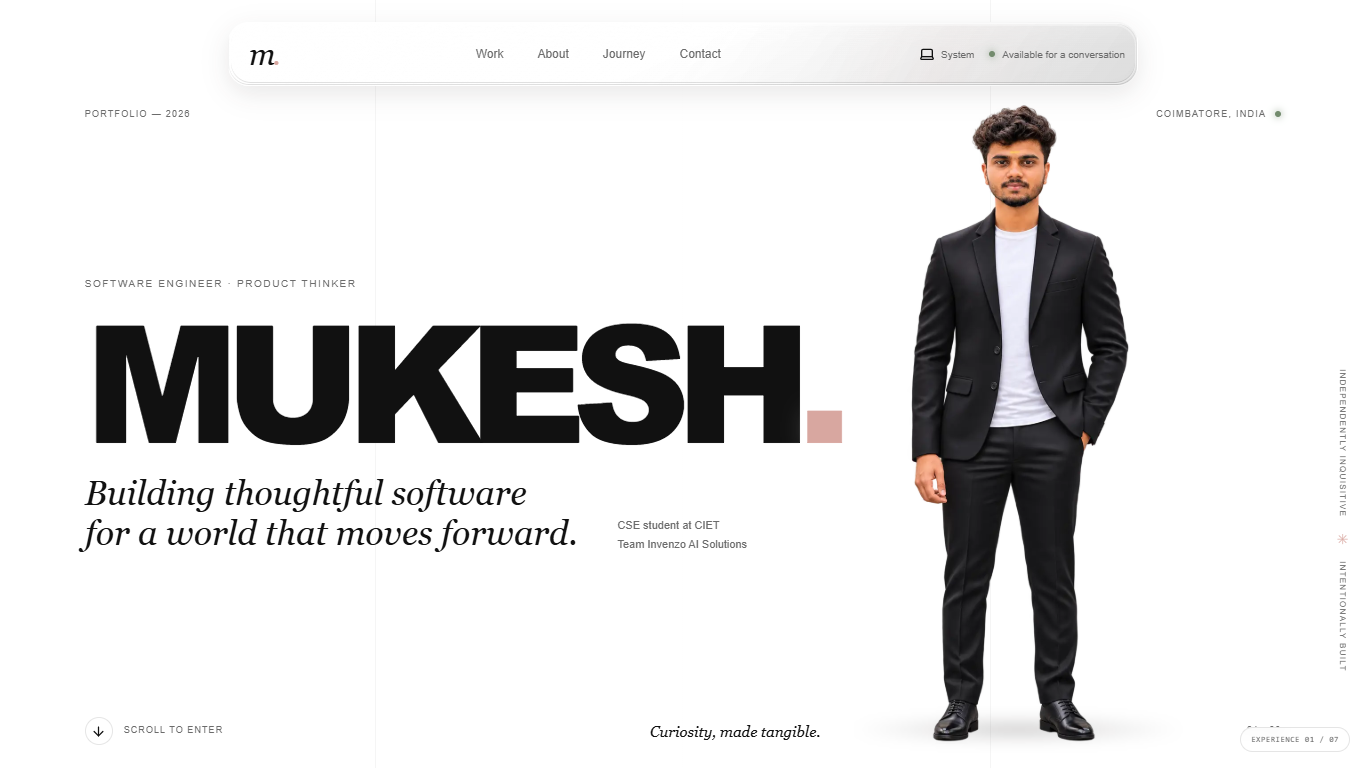 m.
Work
About
Journey
Contact
System
Available for a conversation
PORTFOLIO — 2026
COIMBATORE, INDIA
SOFTWARE ENGINEER · PRODUCT THINKER
MUKESH.
Building thoughtful software
for a world that moves forward.
CSE student at CIET
Team Invenzo AI Solutions
INDEPENDENTLY INQUISITIVE
INTENTIONALLY BUILT
SCROLL TO ENTER
Curiosity, made tangible.
EXPERIENCE 01 / 07